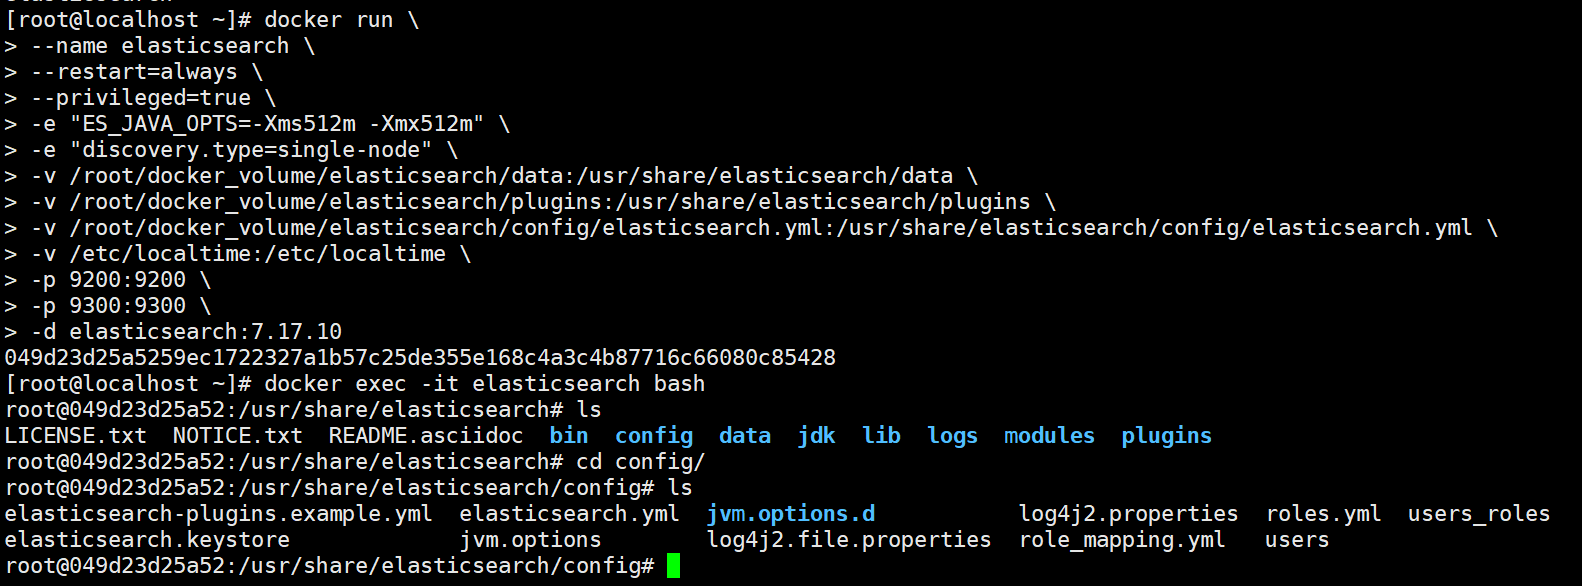 [root@localhost ~]# docker run \
> --name elasticsearch \
> --restart=always \
> --privileged=true \
> -e "ES_JAVA_OPTS=-Xms512m -Xmx512m" \
> -e "discovery.type=single-node" \
> -v /root/docker_volume/elasticsearch/data:/usr/share/elasticsearch/data \
> -v /root/docker_volume/elasticsearch/plugins:/usr/share/elasticsearch/plugins \
> -v /root/docker_volume/elasticsearch/config/elasticsearch.yml:/usr/share/elasticsearch/config/elasticsearch.yml \
> -v /etc/localtime:/etc/localtime \
> -p 9200:9200 \
> -p 9300:9300 \
> -d elasticsearch:7.17.10
049d23d25a5259ec1722327a1b57c25de355e168c4a3c4b87716c66080c85428
[root@localhost ~]# docker exec -it elasticsearch bash
root@049d23d25a52:/usr/share/elasticsearch# ls
LICENSE.txt  NOTICE.txt  README.asciidoc  bin  config  data  jdk  lib  logs  modules  plugins
root@049d23d25a52:/usr/share/elasticsearch# cd config/
root@049d23d25a52:/usr/share/elasticsearch/config# ls
elasticsearch-plugins.example.yml  elasticsearch.yml  jvm.options.d           log4j2.properties  roles.yml  users_roles
elasticsearch.keystore             jvm.options        log4j2.file.properties  role_mapping.yml   users
root@049d23d25a52:/usr/share/elasticsearch/config#